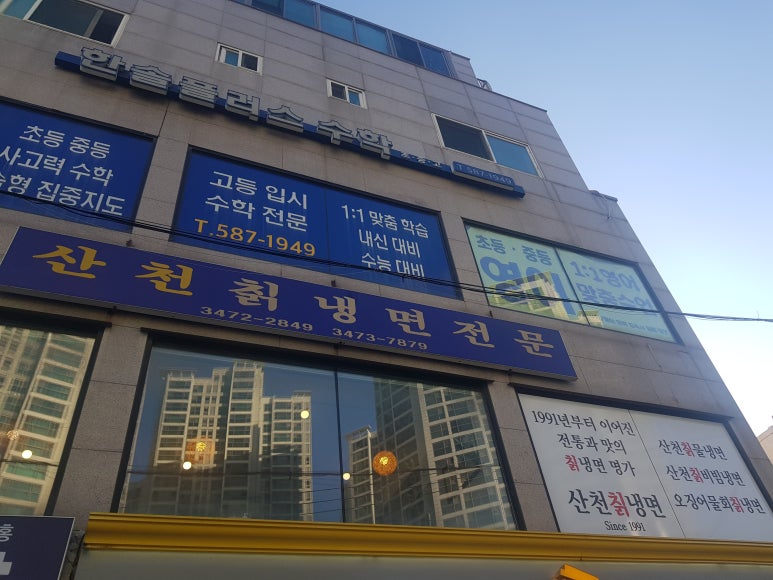 한솔플러스 수학
T.587-1949
초등 중등
사고력 수학
집중지도
고등 입시
수학 전문
T.587-1949
1:1 맞춤 학습
내신 대비
수능 대비
초등·중등
영어
1:1영어
맞춤수업
산천칡냉면전문
3472-2849 3473-7879
1991년부터 이어진
전통과 맛의
칡냉면 명가
산천칡냉면
Since 1991
산천칡물냉면
산천칡비빔냉면
오징어물회칡냉면
홍